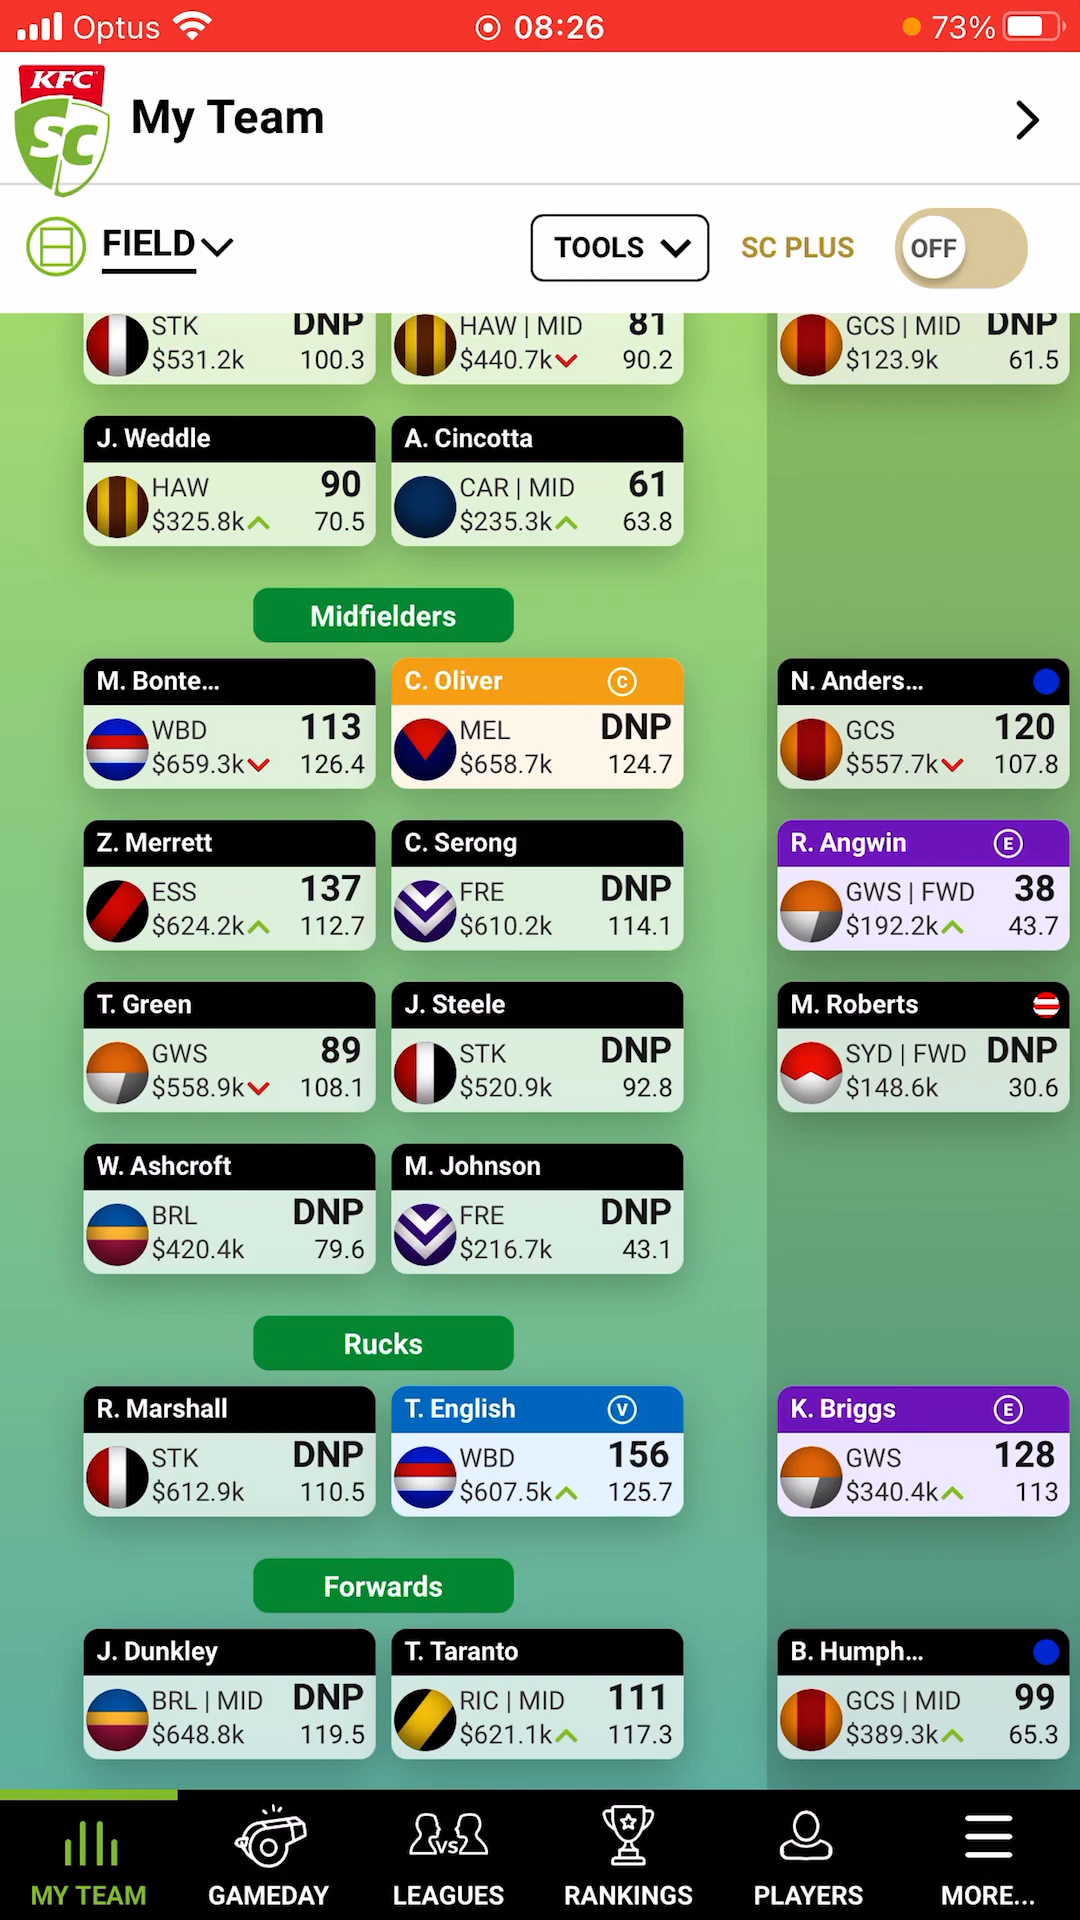 Optus 08:26 73%
KFC SC My Team
FIELD TOOLS SC PLUS OFF
STK DNP HAW | MID 81 GCS | MID DNP
$531.2k 100.3 $440.7k 90.2 $123.9k 61.5
J. Weddle A. Cincotta
HAW 90 CAR | MID 61
$325.8k 70.5 $235.3k 63.8
Midfielders
M. Bonte... C. Oliver C N. Anders...
WBD 113 MEL DNP GCS 120
$659.3k 126.4 $658.7k 124.7 $557.7k 107.8
Z. Merrett C. Serong R. Angwin E
ESS 137 FRE DNP GWS | FWD 38
$624.2k 112.7 $610.2k 114.1 $192.2k 43.7
T. Green J. Steele M. Roberts
GWS 89 STK DNP SYD | FWD DNP
$558.9k 108.1 $520.9k 92.8 $148.6k 30.6
W. Ashcroft M. Johnson
BRL DNP FRE DNP
$420.4k 79.6 $216.7k 43.1
Rucks
R. Marshall T. English V K. Briggs E
STK DNP WBD 156 GWS 128
$612.9k 110.5 $607.5k 125.7 $340.4k 113
Forwards
J. Dunkley T. Taranto B. Humph...
BRL | MID DNP RIC | MID 111 GCS | MID 99
$648.8k 119.5 $621.1k 117.3 $389.3k 65.3
VS
MY TEAM GAMEDAY LEAGUES RANKINGS PLAYERS MORE...